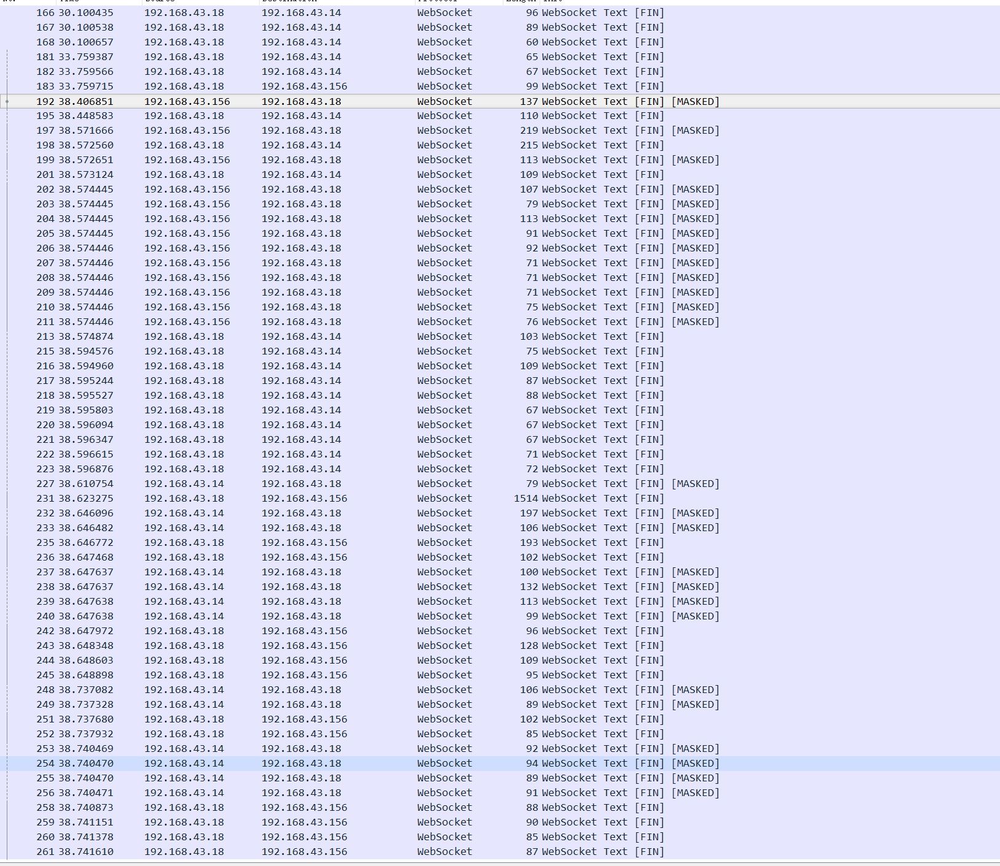 166 30.100435 192.168.43.18 192.168.43.14 WebSocket 96 WebSocket Text [FIN]
167 30.100538 192.168.43.18 192.168.43.14 WebSocket 89 WebSocket Text [FIN]
168 30.100657 192.168.43.18 192.168.43.14 WebSocket 60 WebSocket Text [FIN]
181 33.759387 192.168.43.18 192.168.43.14 WebSocket 65 WebSocket Text [FIN]
182 33.759566 192.168.43.18 192.168.43.14 WebSocket 67 WebSocket Text [FIN]
183 33.759715 192.168.43.18 192.168.43.156 WebSocket 99 WebSocket Text [FIN]
192 38.406851 192.168.43.156 192.168.43.18 WebSocket 137 WebSocket Text [FIN] [MASKED]
195 38.448583 192.168.43.18 192.168.43.14 WebSocket 110 WebSocket Text [FIN]
197 38.571666 192.168.43.156 192.168.43.18 WebSocket 219 WebSocket Text [FIN] [MASKED]
198 38.572560 192.168.43.18 192.168.43.14 WebSocket 215 WebSocket Text [FIN]
199 38.572651 192.168.43.156 192.168.43.18 WebSocket 113 WebSocket Text [FIN] [MASKED]
201 38.573124 192.168.43.18 192.168.43.14 WebSocket 109 WebSocket Text [FIN]
202 38.574445 192.168.43.156 192.168.43.18 WebSocket 107 WebSocket Text [FIN] [MASKED]
203 38.574445 192.168.43.156 192.168.43.18 WebSocket 79 WebSocket Text [FIN] [MASKED]
204 38.574445 192.168.43.156 192.168.43.18 WebSocket 113 WebSocket Text [FIN] [MASKED]
205 38.574445 192.168.43.156 192.168.43.18 WebSocket 91 WebSocket Text [FIN] [MASKED]
206 38.574446 192.168.43.156 192.168.43.18 WebSocket 92 WebSocket Text [FIN] [MASKED]
207 38.574446 192.168.43.156 192.168.43.18 WebSocket 71 WebSocket Text [FIN] [MASKED]
208 38.574446 192.168.43.156 192.168.43.18 WebSocket 71 WebSocket Text [FIN] [MASKED]
209 38.574446 192.168.43.156 192.168.43.18 WebSocket 71 WebSocket Text [FIN] [MASKED]
210 38.574446 192.168.43.156 192.168.43.18 WebSocket 75 WebSocket Text [FIN] [MASKED]
211 38.574446 192.168.43.156 192.168.43.18 WebSocket 76 WebSocket Text [FIN] [MASKED]
213 38.574874 192.168.43.18 192.168.43.14 WebSocket 103 WebSocket Text [FIN]
215 38.594576 192.168.43.18 192.168.43.14 WebSocket 75 WebSocket Text [FIN]
216 38.594960 192.168.43.18 192.168.43.14 WebSocket 109 WebSocket Text [FIN]
217 38.595244 192.168.43.18 192.168.43.14 WebSocket 87 WebSocket Text [FIN]
218 38.595527 192.168.43.18 192.168.43.14 WebSocket 88 WebSocket Text [FIN]
219 38.595803 192.168.43.18 192.168.43.14 WebSocket 67 WebSocket Text [FIN]
220 38.596094 192.168.43.18 192.168.43.14 WebSocket 67 WebSocket Text [FIN]
221 38.596347 192.168.43.18 192.168.43.14 WebSocket 67 WebSocket Text [FIN]
222 38.596615 192.168.43.18 192.168.43.14 WebSocket 71 WebSocket Text [FIN]
223 38.596876 192.168.43.18 192.168.43.14 WebSocket 72 WebSocket Text [FIN]
227 38.610754 192.168.43.14 192.168.43.18 WebSocket 79 WebSocket Text [FIN] [MASKED]
231 38.623275 192.168.43.18 192.168.43.156 WebSocket 1514 WebSocket Text [FIN]
232 38.646096 192.168.43.14 192.168.43.18 WebSocket 197 WebSocket Text [FIN] [MASKED]
233 38.646482 192.168.43.14 192.168.43.18 WebSocket 106 WebSocket Text [FIN] [MASKED]
235 38.646772 192.168.43.18 192.168.43.156 WebSocket 193 WebSocket Text [FIN]
236 38.647468 192.168.43.18 192.168.43.156 WebSocket 102 WebSocket Text [FIN]
237 38.647637 192.168.43.14 192.168.43.18 WebSocket 100 WebSocket Text [FIN] [MASKED]
238 38.647637 192.168.43.14 192.168.43.18 WebSocket 132 WebSocket Text [FIN] [MASKED]
239 38.647638 192.168.43.14 192.168.43.18 WebSocket 113 WebSocket Text [FIN] [MASKED]
240 38.647638 192.168.43.14 192.168.43.18 WebSocket 99 WebSocket Text [FIN] [MASKED]
242 38.647972 192.168.43.18 192.168.43.156 WebSocket 96 WebSocket Text [FIN]
243 38.648348 192.168.43.18 192.168.43.156 WebSocket 128 WebSocket Text [FIN]
244 38.648603 192.168.43.18 192.168.43.156 WebSocket 109 WebSocket Text [FIN]
245 38.648898 192.168.43.18 192.168.43.156 WebSocket 95 WebSocket Text [FIN]
248 38.737082 192.168.43.14 192.168.43.18 WebSocket 106 WebSocket Text [FIN] [MASKED]
249 38.737328 192.168.43.14 192.168.43.18 WebSocket 89 WebSocket Text [FIN] [MASKED]
251 38.737680 192.168.43.18 192.168.43.156 WebSocket 102 WebSocket Text [FIN]
252 38.737932 192.168.43.18 192.168.43.156 WebSocket 85 WebSocket Text [FIN]
253 38.740469 192.168.43.14 192.168.43.18 WebSocket 92 WebSocket Text [FIN] [MASKED]
254 38.740470 192.168.43.14 192.168.43.18 WebSocket 94 WebSocket Text [FIN] [MASKED]
255 38.740470 192.168.43.14 192.168.43.18 WebSocket 89 WebSocket Text [FIN] [MASKED]
256 38.740471 192.168.43.14 192.168.43.18 WebSocket 91 WebSocket Text [FIN] [MASKED]
258 38.740873 192.168.43.18 192.168.43.156 WebSocket 88 WebSocket Text [FIN]
259 38.741151 192.168.43.18 192.168.43.156 WebSocket 90 WebSocket Text [FIN]
260 38.741378 192.168.43.18 192.168.43.156 WebSocket 85 WebSocket Text [FIN]
261 38.741610 192.168.43.18 192.168.43.156 WebSocket 87 WebSocket Text [FIN]